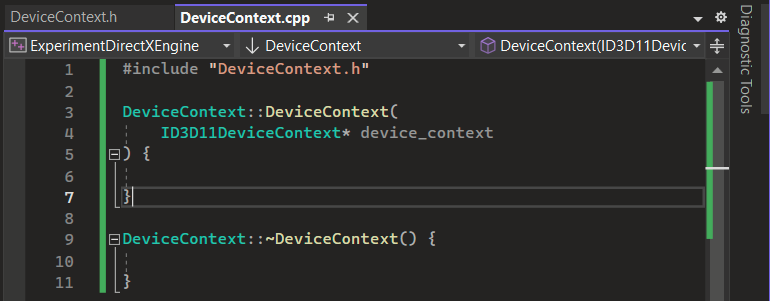 DeviceContext.h DeviceContext.cpp
ExperimentDirectXEngine DeviceContext DeviceContext(ID3D11Devic
1 #include "DeviceContext.h"
2
3 DeviceContext::DeviceContext(
4 ID3D11DeviceContext* device_context
5 ) {
6
7 }
8
9 DeviceContext::~DeviceContext() {
10
11 }
Diagnostic Tools